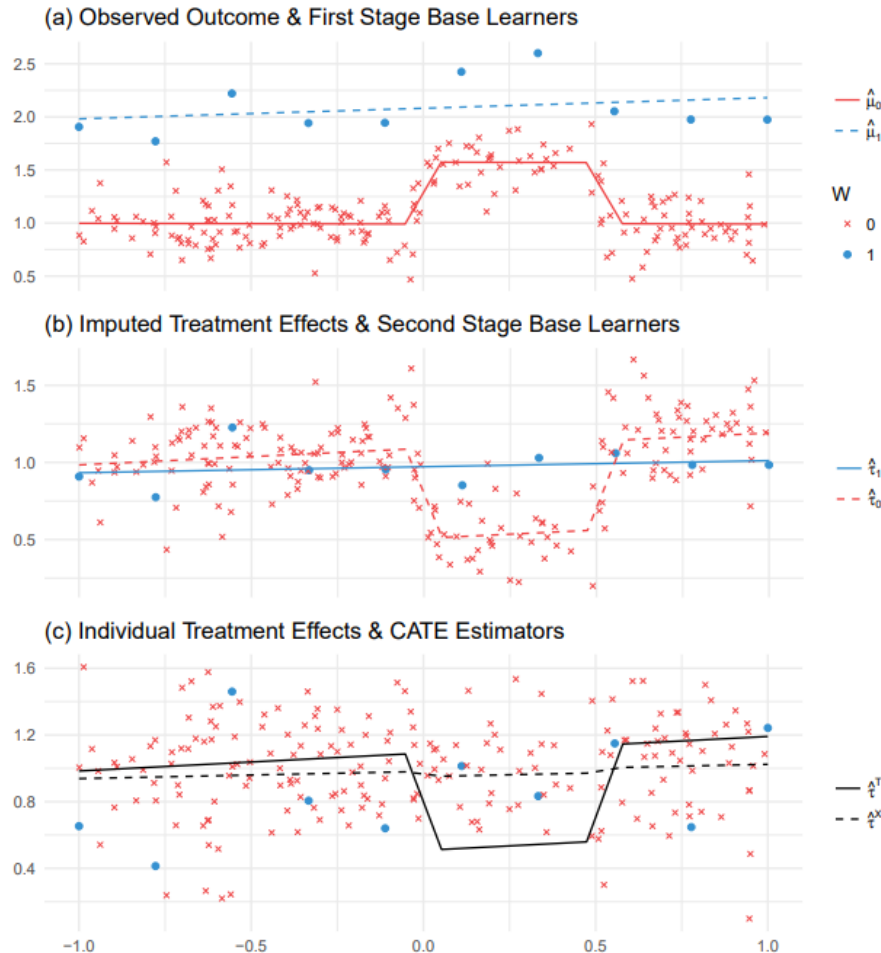 (a) Observed Outcome & First Stage Base Learners
2.5
2.0
1.5
1.0
0.5
μ̂₀
μ̂₁
W
0
1
(b) Imputed Treatment Effects & Second Stage Base Learners
1.5
1.0
0.5
τ̂₁
τ̂₀
(c) Individual Treatment Effects & CATE Estimators
1.6
1.2
0.8
0.4
τ̂ᵀ
τ̂ˣ
−1.0 −0.5 0.0 0.5 1.0